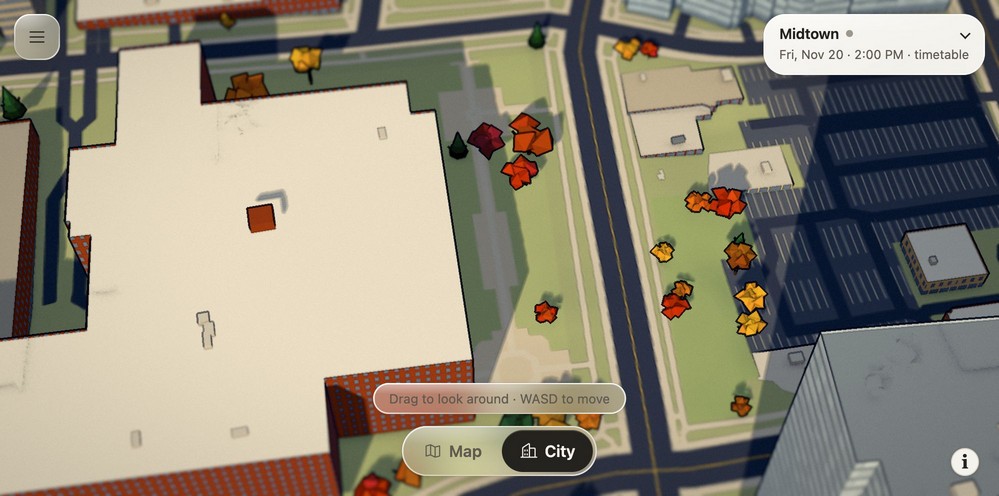 Midtown
Fri, Nov 20 · 2:00 PM · timetable
Drag to look around · WASD to move
Map
City
i